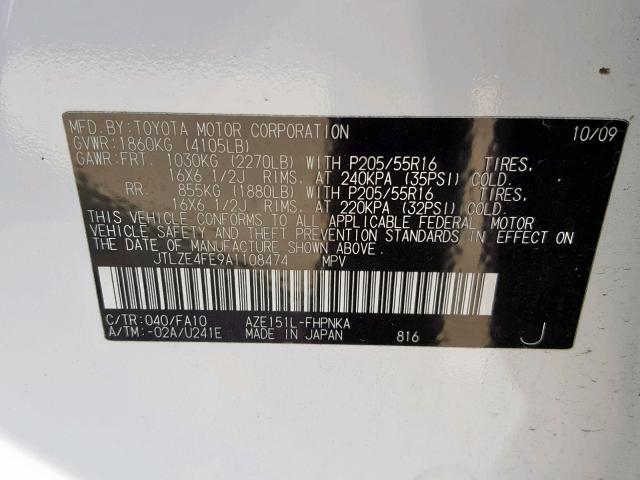 MFD.BY:TOYOTA MOTOR CORPORATION 10/09
GVWR:1860KG (4105LB)
GAWR:FRT. 1030KG (2270LB) WITH P205/55R16 TIRES,
16X6 1/2J RIMS, AT 240KPA (35PSI) COLD.
RR. 855KG (1880LB) WITH P205/55R16 TIRES,
16X6 1/2J RIMS, AT 220KPA (32PSI) COLD.
THIS VEHICLE CONFORMS TO ALL APPLICABLE FEDERAL MOTOR
VEHICLE SAFETY AND THEFT PREVENTION STANDARDS IN EFFECT ON
THE DATE OF MANUFACTURE SHOWN ABOVE.
JTLZE4FE9A1108474 MPV
C/TR:040/FA10 AZE151L-FHPNKA
A/TM:-02A/U241E MADE IN JAPAN 816 J